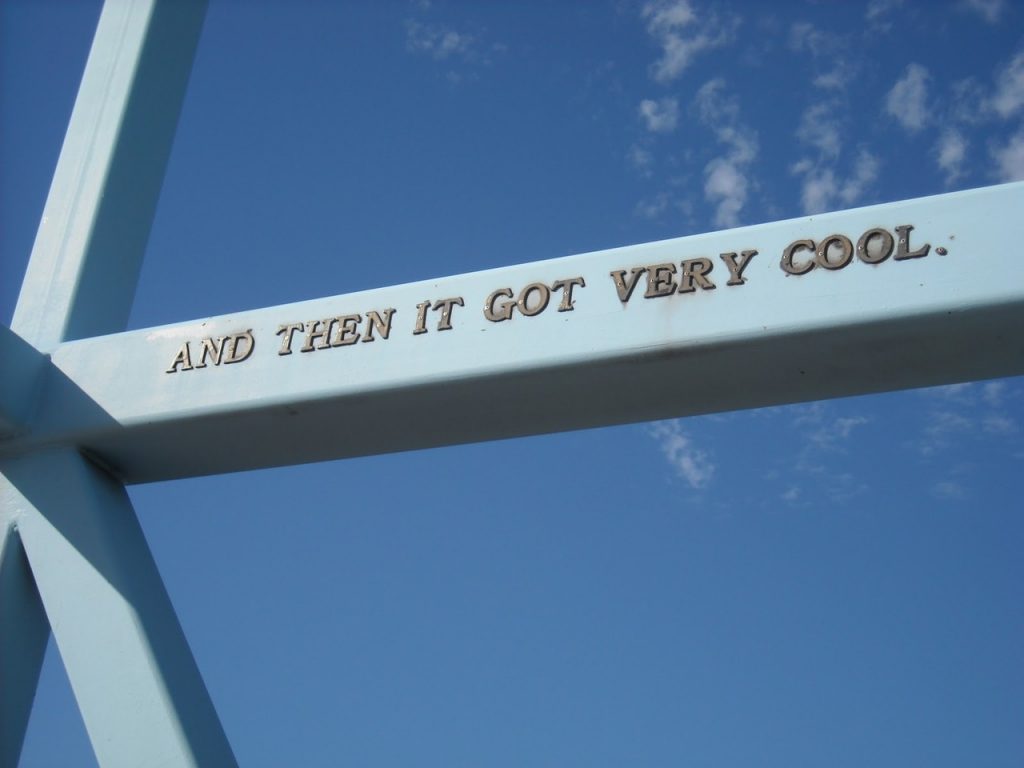 AND THEN IT GOT VERY COOL.